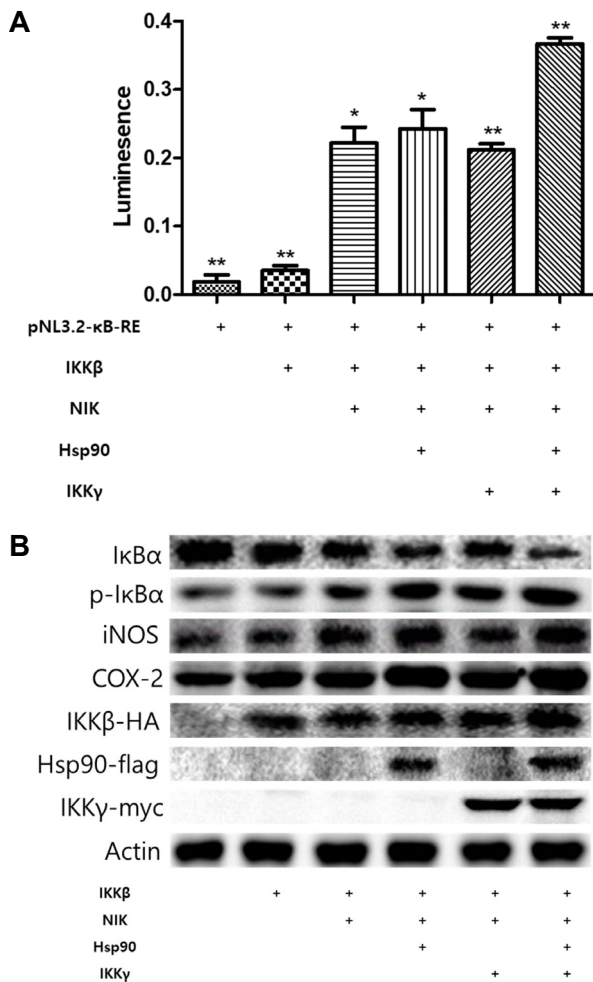 A
Luminesence
0.4
0.3
0.2
0.1
0.0
** ** * * ** **
pNL3.2-κB-RE + + + + + +
IKKβ + + + + +
NIK + + + +
Hsp90 + +
IKKγ + +
B
IκBα
p-IκBα
iNOS
COX-2
IKKβ-HA
Hsp90-flag
IKKγ-myc
Actin
IKKβ + + + + +
NIK + + + +
Hsp90 + +
IKKγ + +